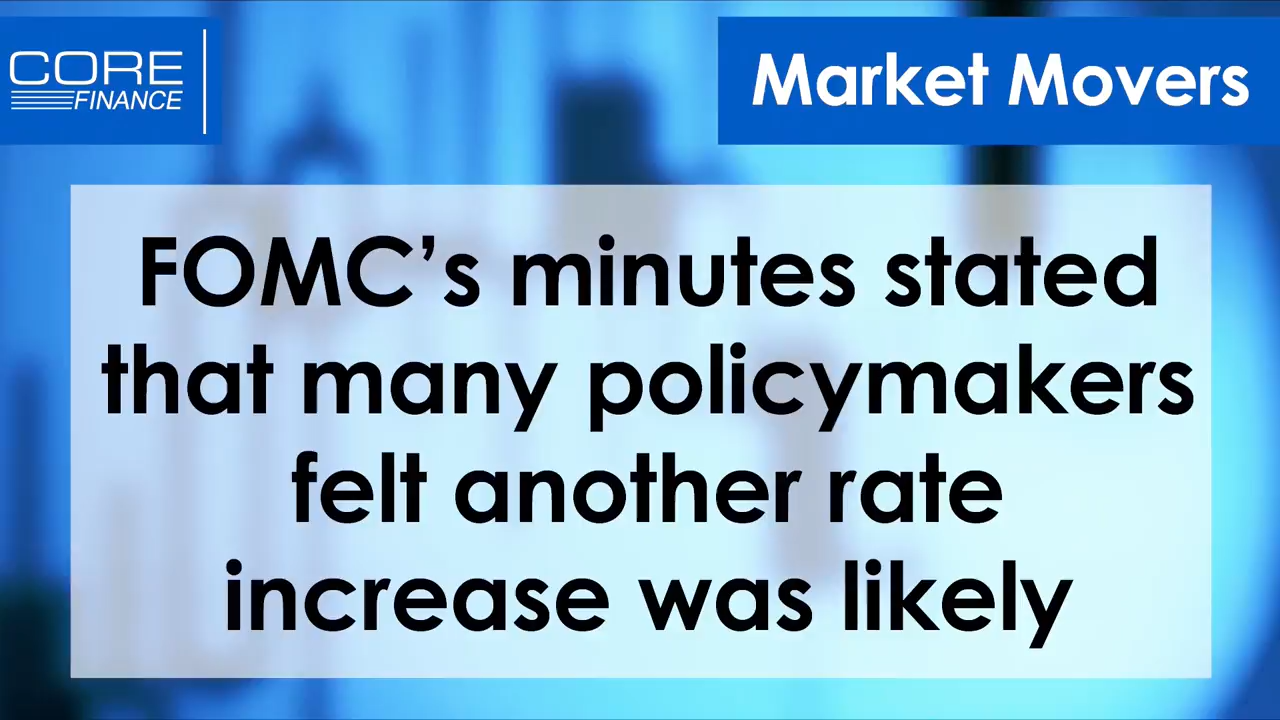 CORE
FINANCE
Market Movers
FOMC’s minutes stated
that many policymakers
felt another rate
increase was likely